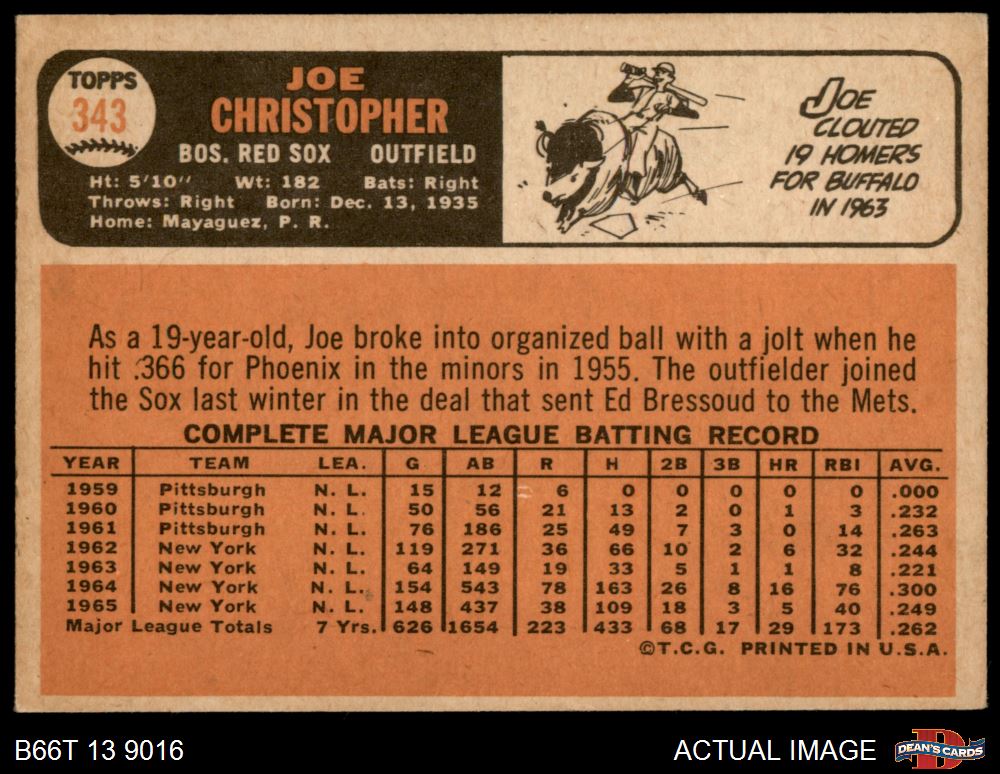 TOPPS
343
JOE
CHRISTOPHER
BOS. RED SOX OUTFIELD
Ht: 5'10" Wt: 182 Bats: Right
Throws: Right Born: Dec. 13, 1935
Home: Mayaguez, P. R.
JOE
CLOUTED
19 HOMERS
FOR BUFFALO
IN 1963
As a 19-year-old, Joe broke into organized ball with a jolt when he
hit .366 for Phoenix in the minors in 1955. The outfielder joined
the Sox last winter in the deal that sent Ed Bressoud to the Mets.
COMPLETE MAJOR LEAGUE BATTING RECORD
YEAR TEAM LEA. G AB R H 2B 3B HR RBI AVG.
1959 Pittsburgh N. L. 15 12 6 0 0 0 0 0 .000
1960 Pittsburgh N. L. 50 56 21 13 2 0 1 3 .232
1961 Pittsburgh N. L. 76 186 25 49 7 3 0 14 .263
1962 New York N. L. 119 271 36 66 10 2 6 32 .244
1963 New York N. L. 64 149 19 33 5 1 1 8 .221
1964 New York N. L. 154 543 78 163 26 8 16 76 .300
1965 New York N. L. 148 437 38 109 18 3 5 40 .249
Major League Totals 7 Yrs. 626 1654 223 433 68 17 29 173 .262
©T.C.G. PRINTED IN U.S.A.
B66T 13 9016
ACTUAL IMAGE
D
DEAN'S CARDS